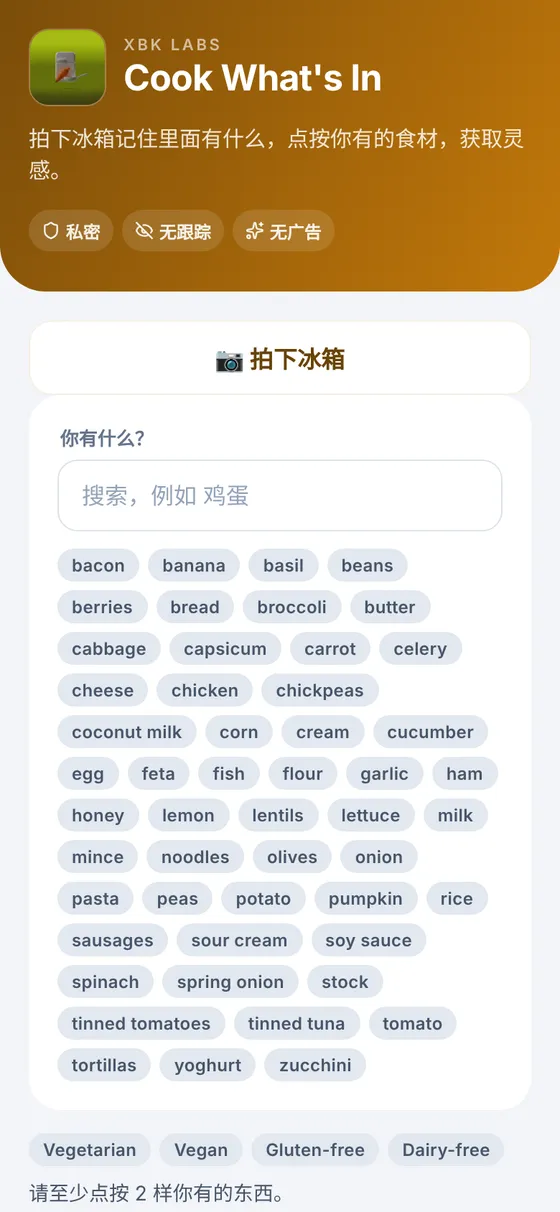 XBK LABS
Cook What's In
拍下冰箱记住里面有什么，点按你有的食材，获取灵
感。
私密 无跟踪 无广告
拍下冰箱
你有什么？
搜索，例如 鸡蛋
bacon banana basil beans
berries bread broccoli butter
cabbage capsicum carrot celery
cheese chicken chickpeas
coconut milk corn cream cucumber
egg feta fish flour garlic ham
honey lemon lentils lettuce milk
mince noodles olives onion
pasta peas potato pumpkin rice
sausages sour cream soy sauce
spinach spring onion stock
tinned tomatoes tinned tuna tomato
tortillas yoghurt zucchini
Vegetarian Vegan Gluten-free Dairy-free
请至少点按 2 样你有的东西。